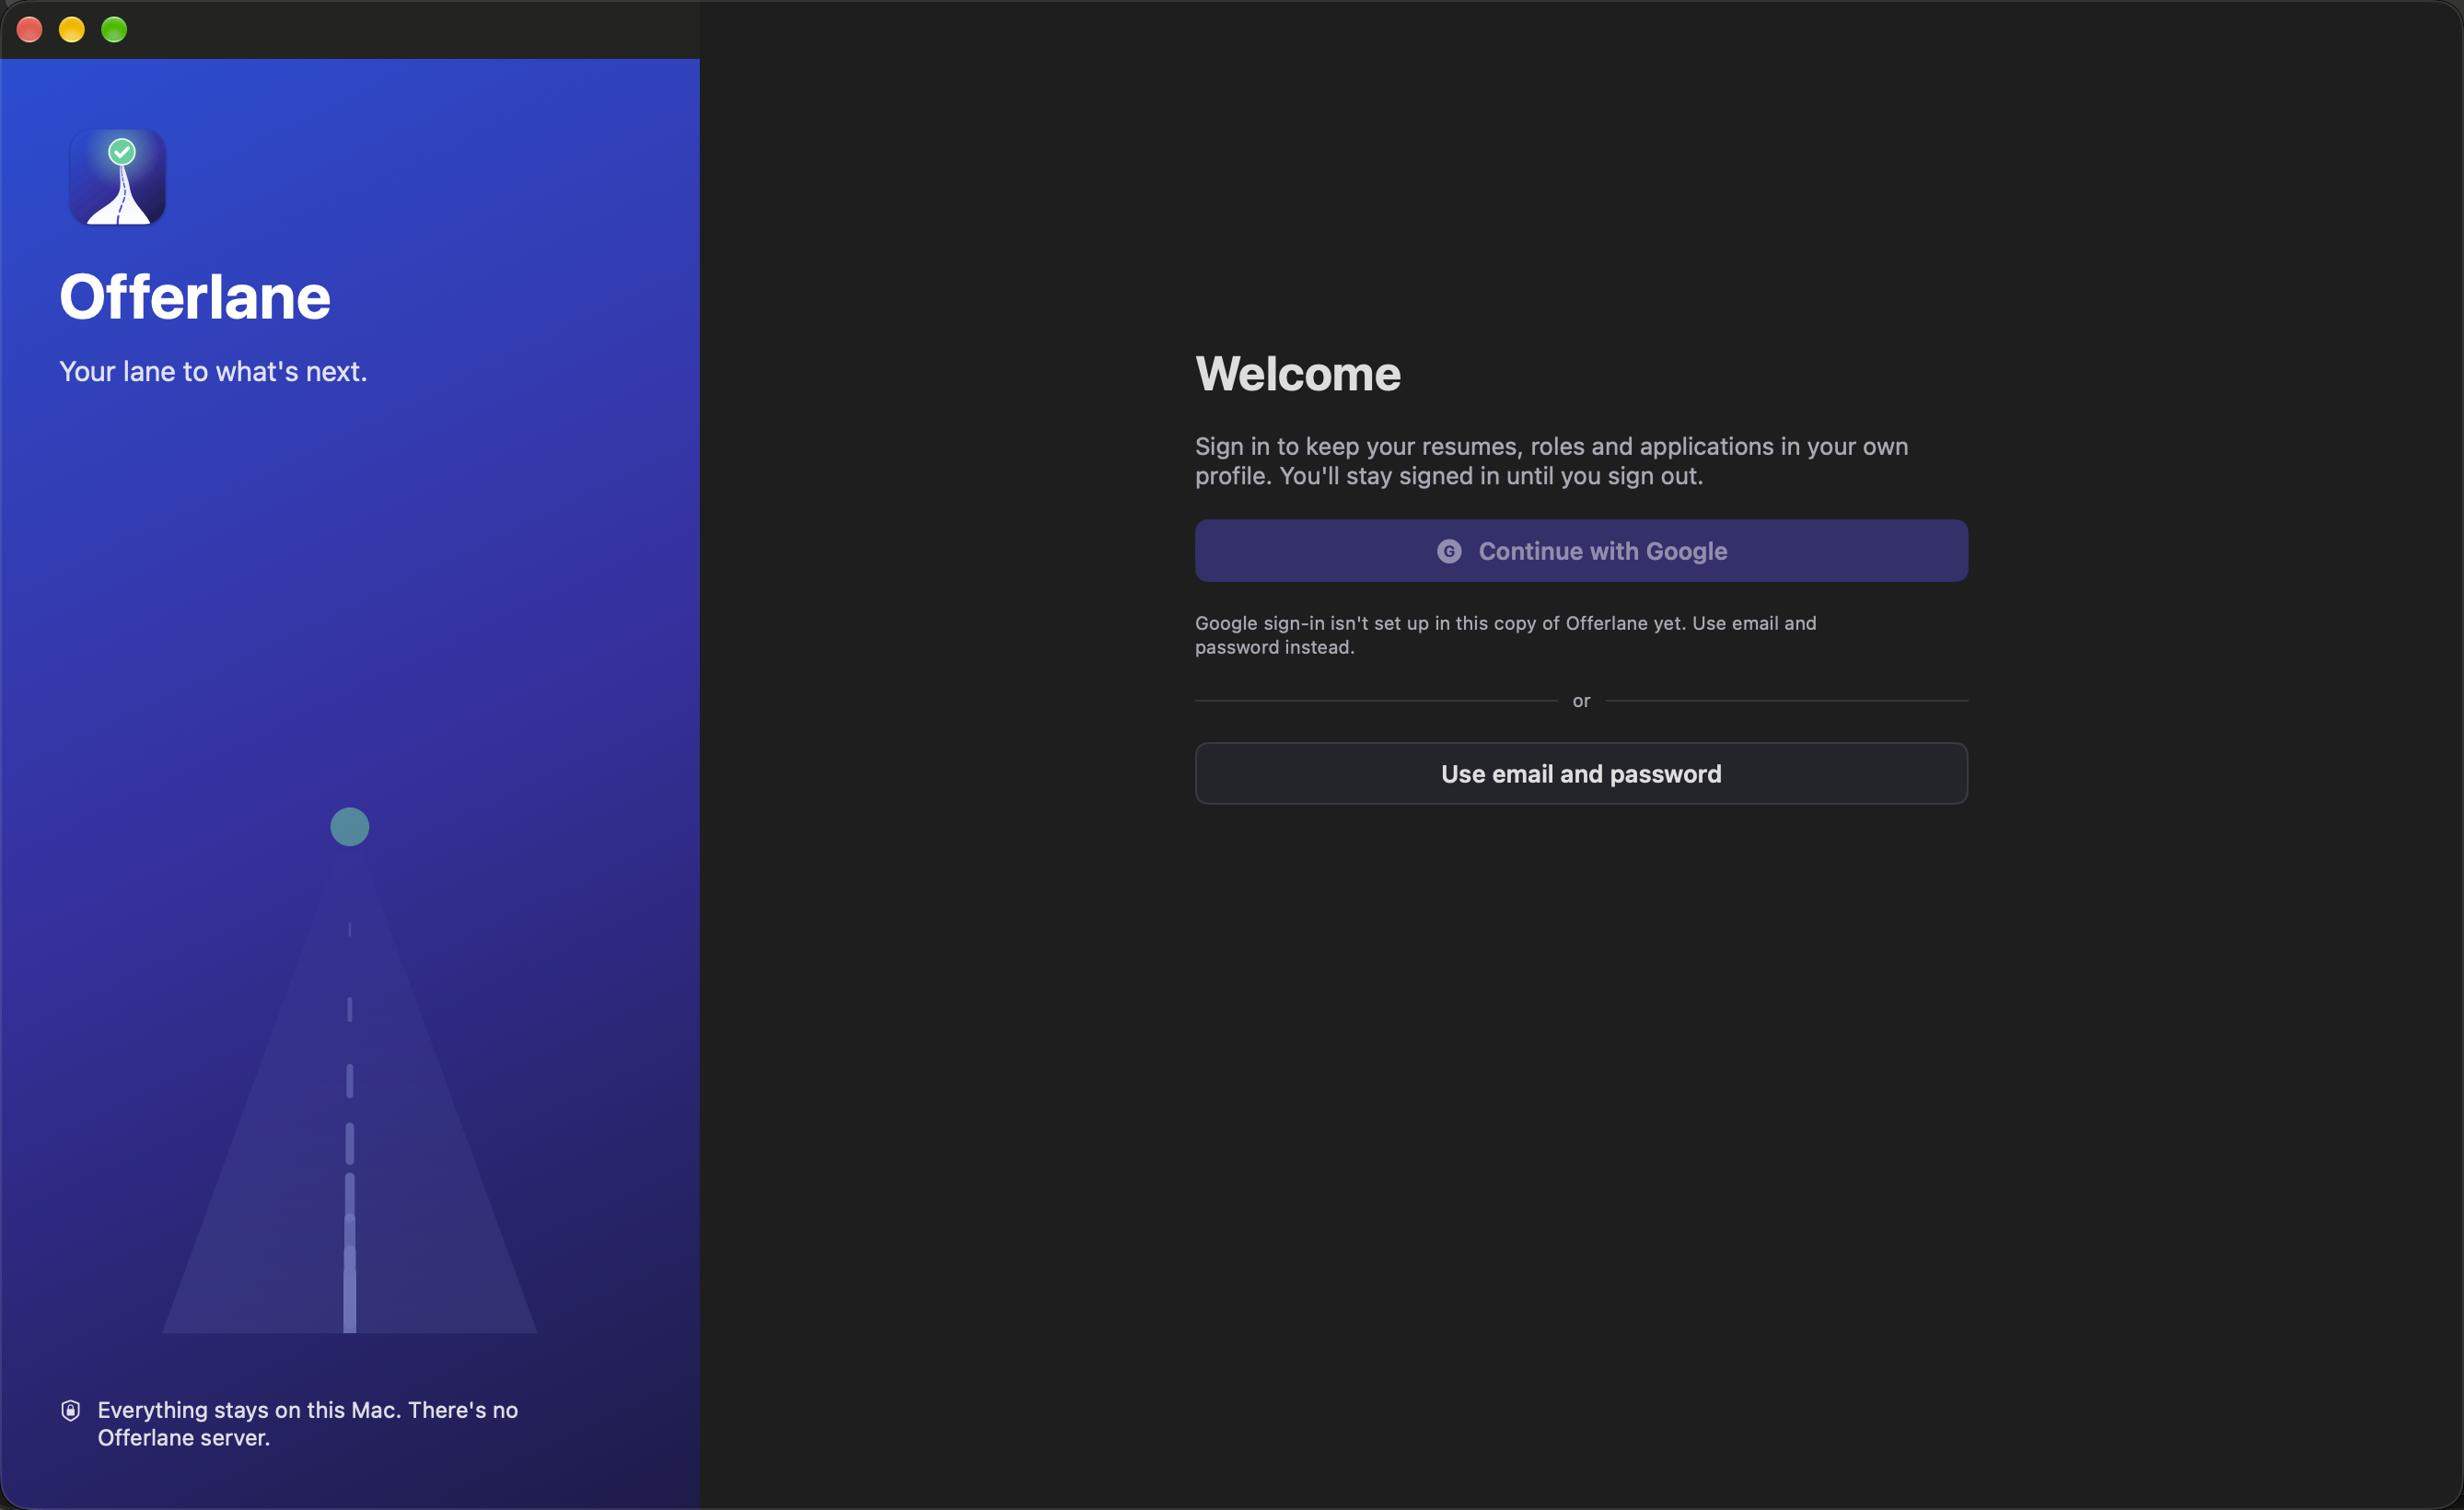 Offerlane
Your lane to what's next.
Everything stays on this Mac. There's no
Offerlane server.
Welcome
Sign in to keep your resumes, roles and applications in your own
profile. You'll stay signed in until you sign out.
G Continue with Google
Google sign-in isn't set up in this copy of Offerlane yet. Use email and
password instead.
or
Use email and password